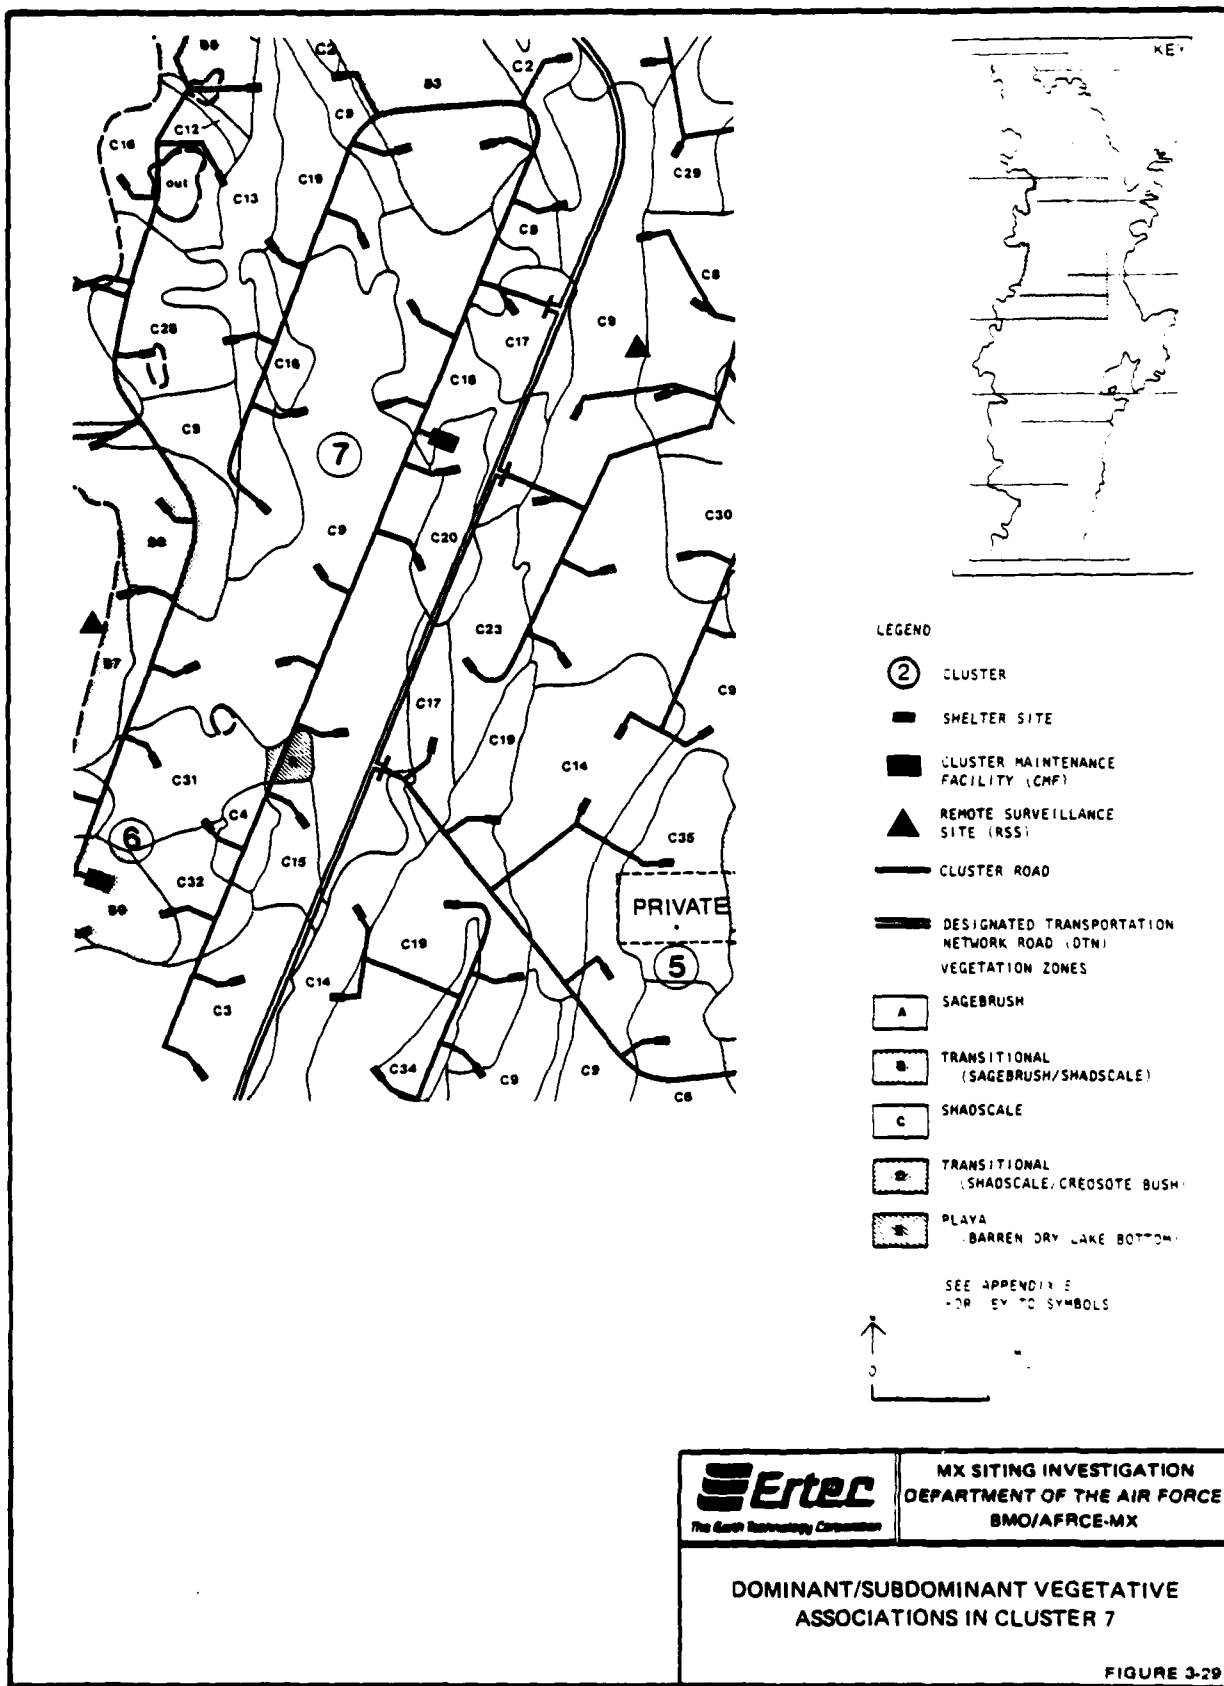 KEY
C2
C2
B3
C9
C12
C16
out
C13
C19
C29
C8
C8
C28
C9
C17
C16
C18
C9
7
C9
C20
C30
C23
B7
C17
C19
C9
C31
C14
C4
6
C15
C35
C32
PRIVATE
C19
5
C14
C3
C34
C9
C9
LEGEND
2 CLUSTER
SHELTER SITE
CLUSTER MAINTENANCE
FACILITY (CMF)
REMOTE SURVEILLANCE
SITE (RSS)
CLUSTER ROAD
DESIGNATED TRANSPORTATION
NETWORK ROAD (DTN)
VEGETATION ZONES
A SAGEBRUSH
B TRANSITIONAL
(SAGEBRUSH/SHADSCALE)
C SHADSCALE
TRANSITIONAL
(SHADSCALE/CREOSOTE BUSH)
PLAYA
BARREN DRY LAKE BOTTOM
SEE APPENDIX E
TO SYMBOLS
0
Ertec
The Earth Technology Corporation
MX SITING INVESTIGATION
DEPARTMENT OF THE AIR FORCE
BMO/AFRCE-MX
DOMINANT/SUBDOMINANT VEGETATIVE
ASSOCIATIONS IN CLUSTER 7
FIGURE 3-29